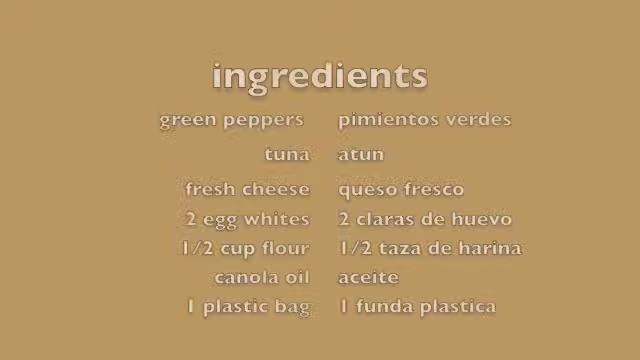 ingredients
green peppers pimientos verdes
tuna atun
fresh cheese queso fresco
2 egg whites 2 claras de huevo
1/2 cup flour 1/2 taza de harina
canola oil aceite
1 plastic bag 1 funda plastica